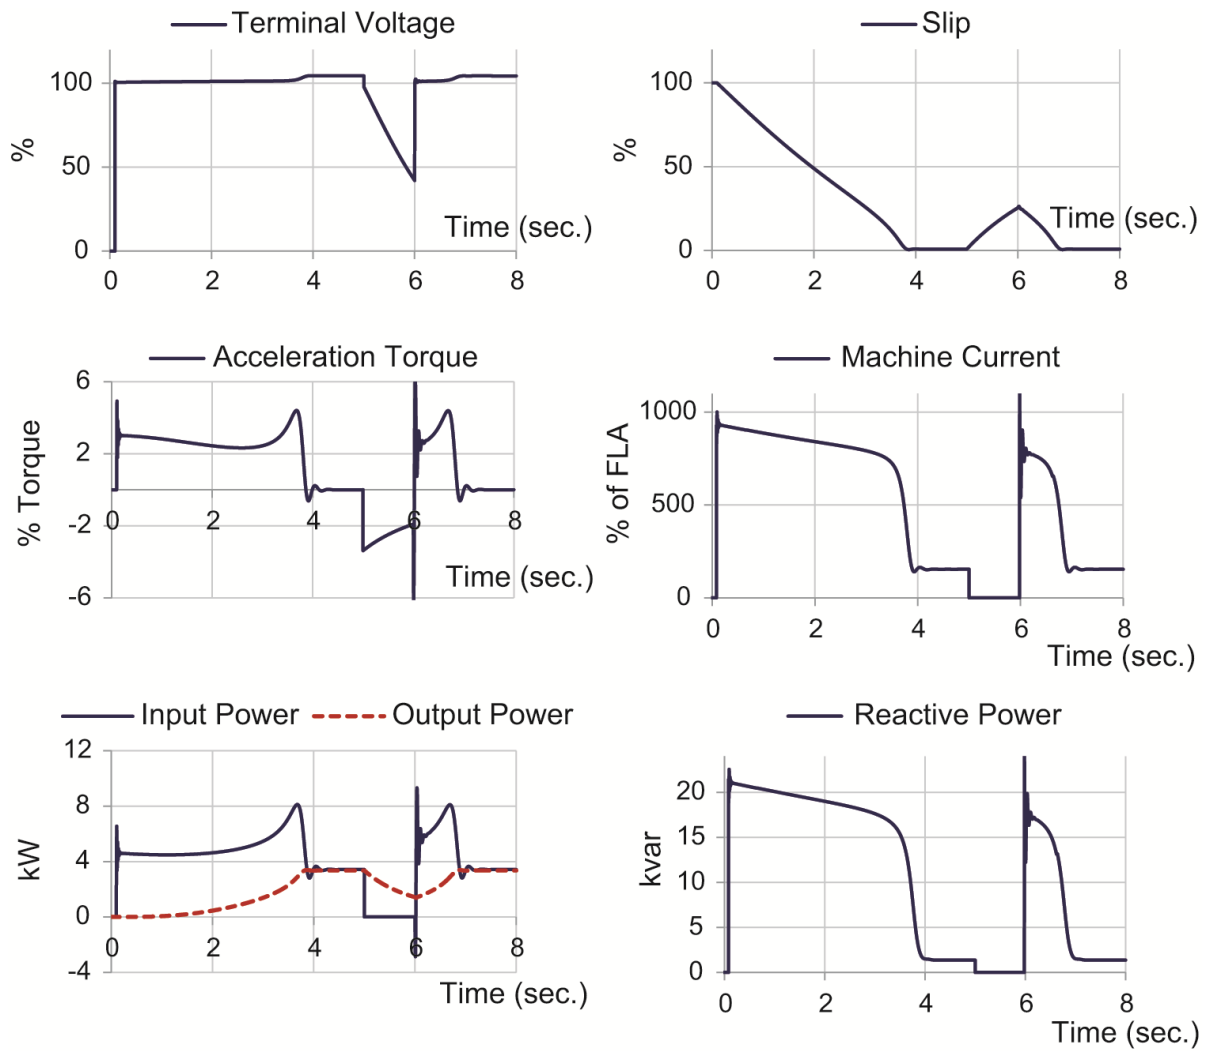 Terminal Voltage
100
50
0
%
Time (sec.)
0 2 4 6 8
Slip
100
50
0
%
Time (sec.)
0 2 4 6 8
Acceleration Torque
6
2
-2
-6
% Torque
0 2 4 6 8
Time (sec.)
Machine Current
1000
500
0
% of FLA
0 2 4 6 8
Time (sec.)
Input Power Output Power
12
8
4
0
-4
kW
0 2 4 6 8
Time (sec.)
Reactive Power
20
15
10
5
0
kvar
0 2 4 6 8
Time (sec.)